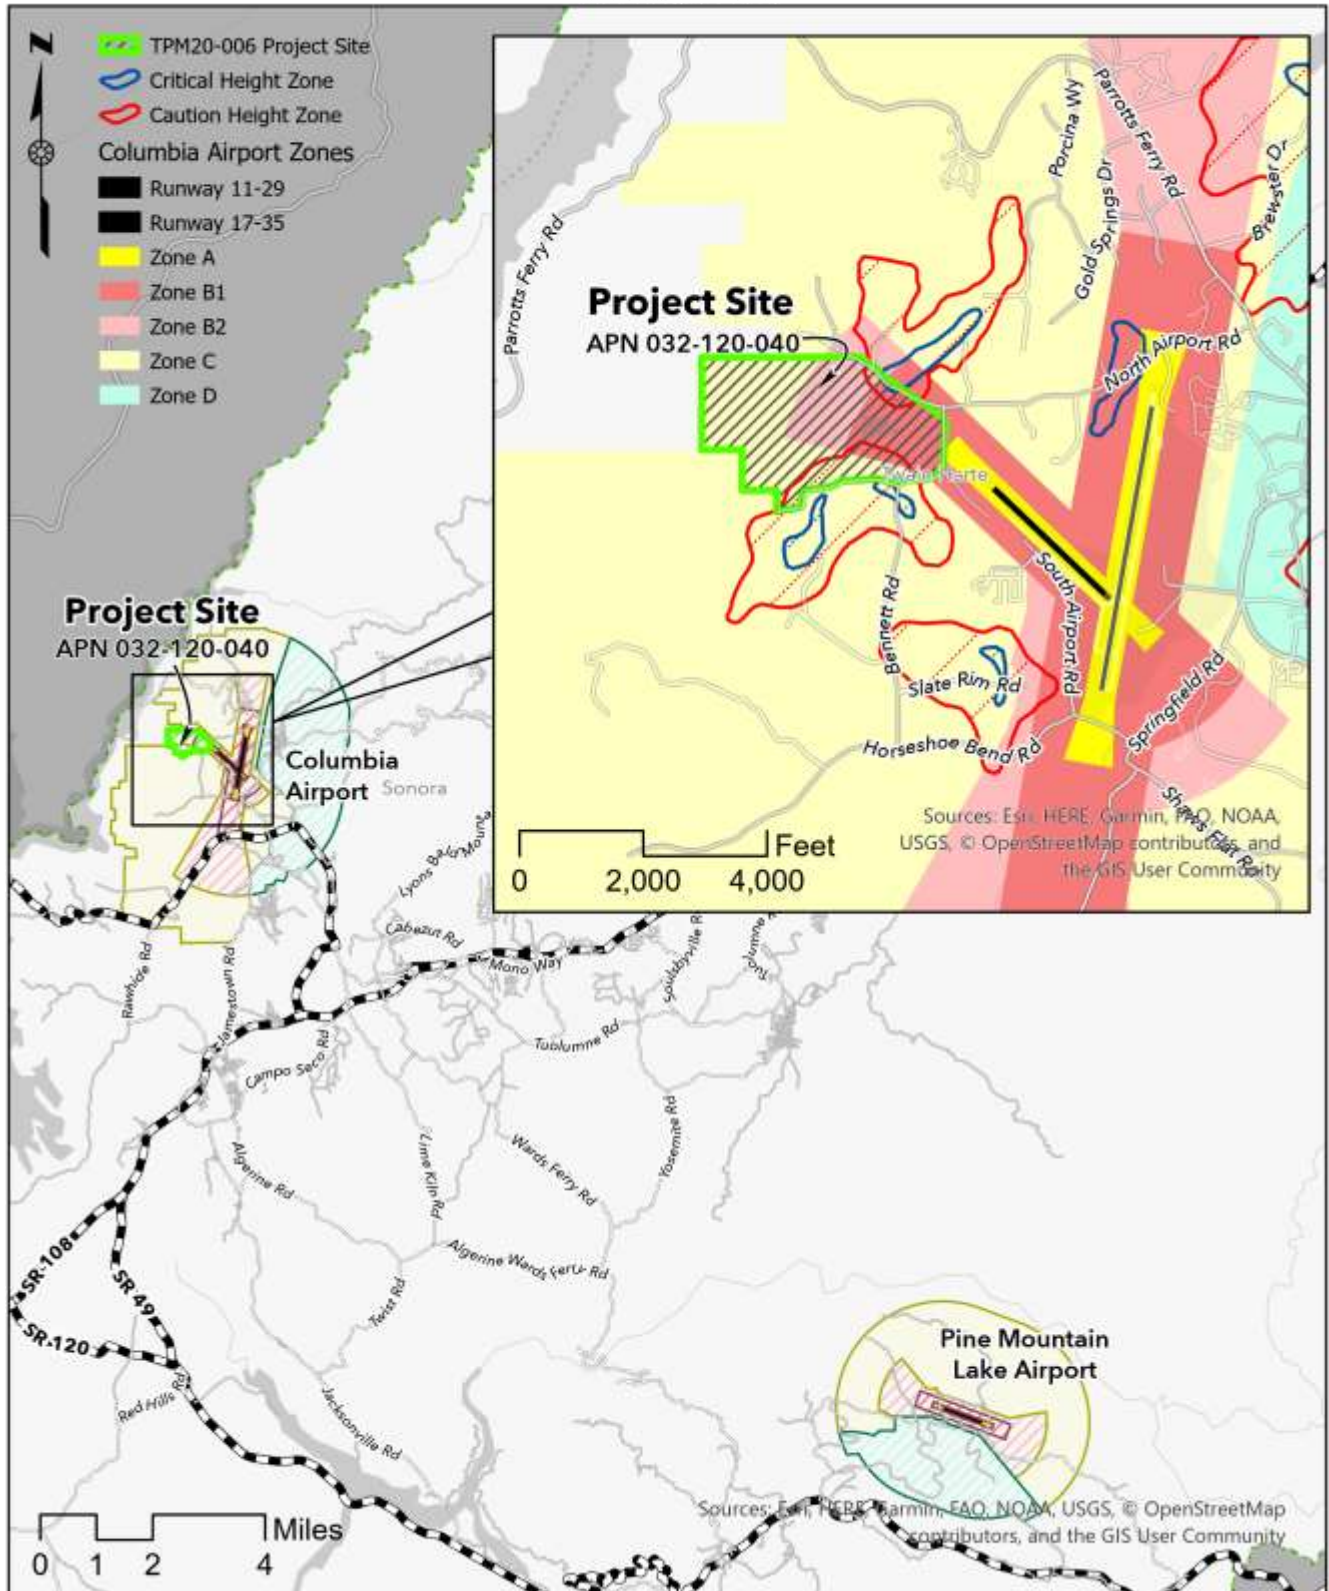 N
TPM20-006 Project Site
Critical Height Zone
Caution Height Zone
Columbia Airport Zones
Runway 11-29
Runway 17-35
Zone A
Zone B1
Zone B2
Zone C
Zone D
Parrotts Ferry Rd
Porcina Wy
Parrotts Ferry Rd
Gold Springs Dr
Brewster Dr
Project Site
APN 032-120-040
North Airport Rd
South Airport Rd
Bennett Rd
Slate Rim Rd
Horseshoe Bend Rd
Springfield Rd
Shaws Flat Rd
Sources: Esri, HERE, Garmin, FAO, NOAA,
USGS, © OpenStreetMap contributors, and
the GIS User Community
Feet
0 2,000 4,000
Project Site
APN 032-120-040
Columbia
Airport
Sonora
Cabezut Rd
Mono Way
Rawhide Rd
Jamestown Rd
Campo Seco Rd
Tuolumne Rd
Yosemite Rd
Algerine Rd
Lime Kiln Rd
Wards Ferry Rd
Algerine Wards Ferry Rd
Twist Rd
SR-108
SR 49
SR-120
Red Hills Rd
Jacksonville Rd
Pine Mountain
Lake Airport
Sources: Esri, HERE, Garmin, FAO, NOAA, USGS, © OpenStreetMap
contributors, and the GIS User Community
Miles
0 1 2 4